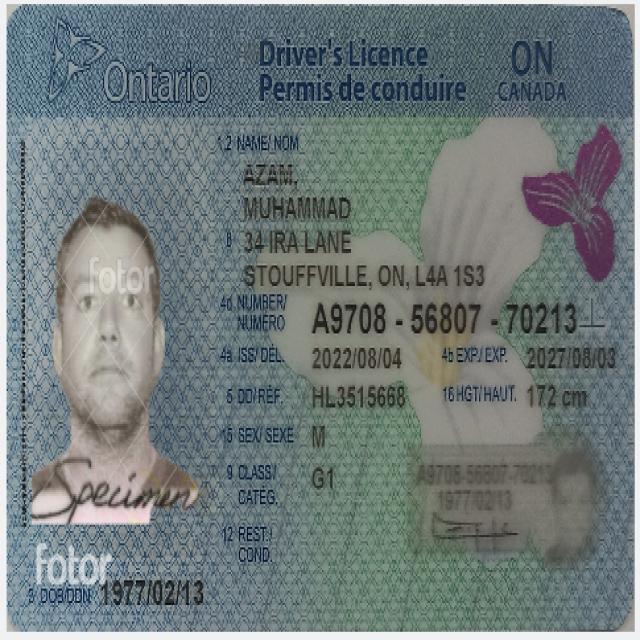 Ontario
Driver's Licence
Permis de conduire
ON
CANADA
1,2 NAME/NOM
AZAM,
MUHAMMAD
8 34 IRA LANE
STOUFFVILLE, ON, L4A 1S3
4d NUMBER/
NUMÉRO A9708 - 56807 - 70213
4a ISS/DÉL. 2022/08/04 4b EXP./EXP. 2027/08/03
5 DD/RÉF. HL3515668 16 HGT/HAUT. 172 cm
15 SEX/SEXE M
9 CLASS/
CATÉG. G1
12 REST./
COND.
fotor
Specimen
fotor
3 DOB/DDN 1977/02/13
A9708-56807-70213
1977/02/13